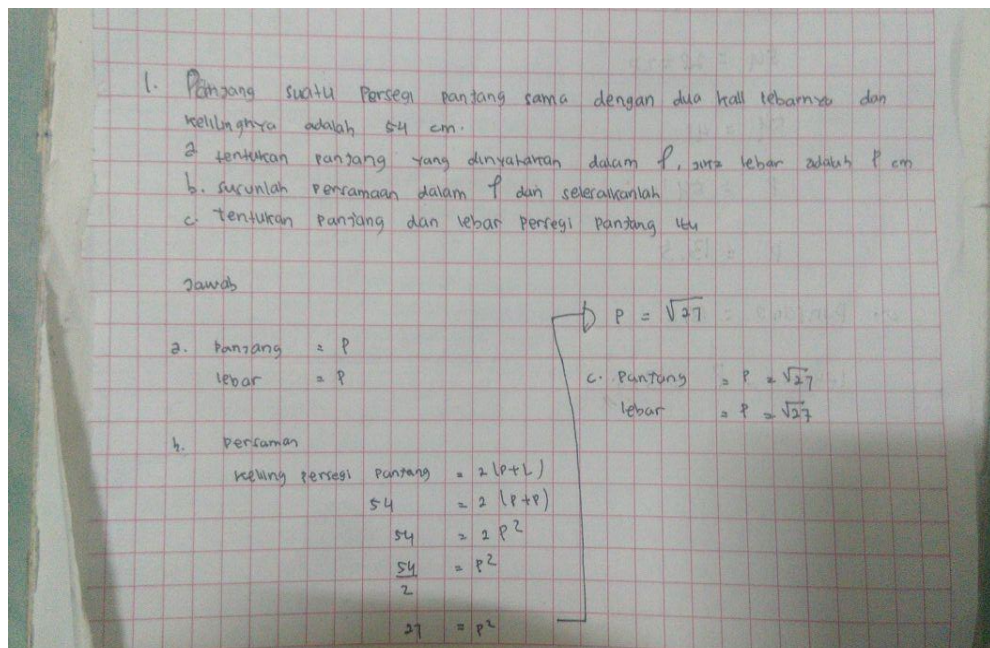 1. Panjang suatu Persegi panjang sama dengan dua kali lebarnya dan
kelilingnya adalah 54 cm.
a tentukan panjang yang dinyatakan dalam P, jika lebar adalah P cm
b. susunlah persamaan dalam P dan selesaikanlah
c. tentukan panjang dan lebar persegi panjang itu
Jawab
a. Panjang = P
lebar = P
b. persaman
keling persegi panjang = 2 (P+L)
54 = 2 (P+P)
54 = 2 P²
54/2 = P²
27 = P²
P = √27
c. panjang = P = √27
lebar = P = √27